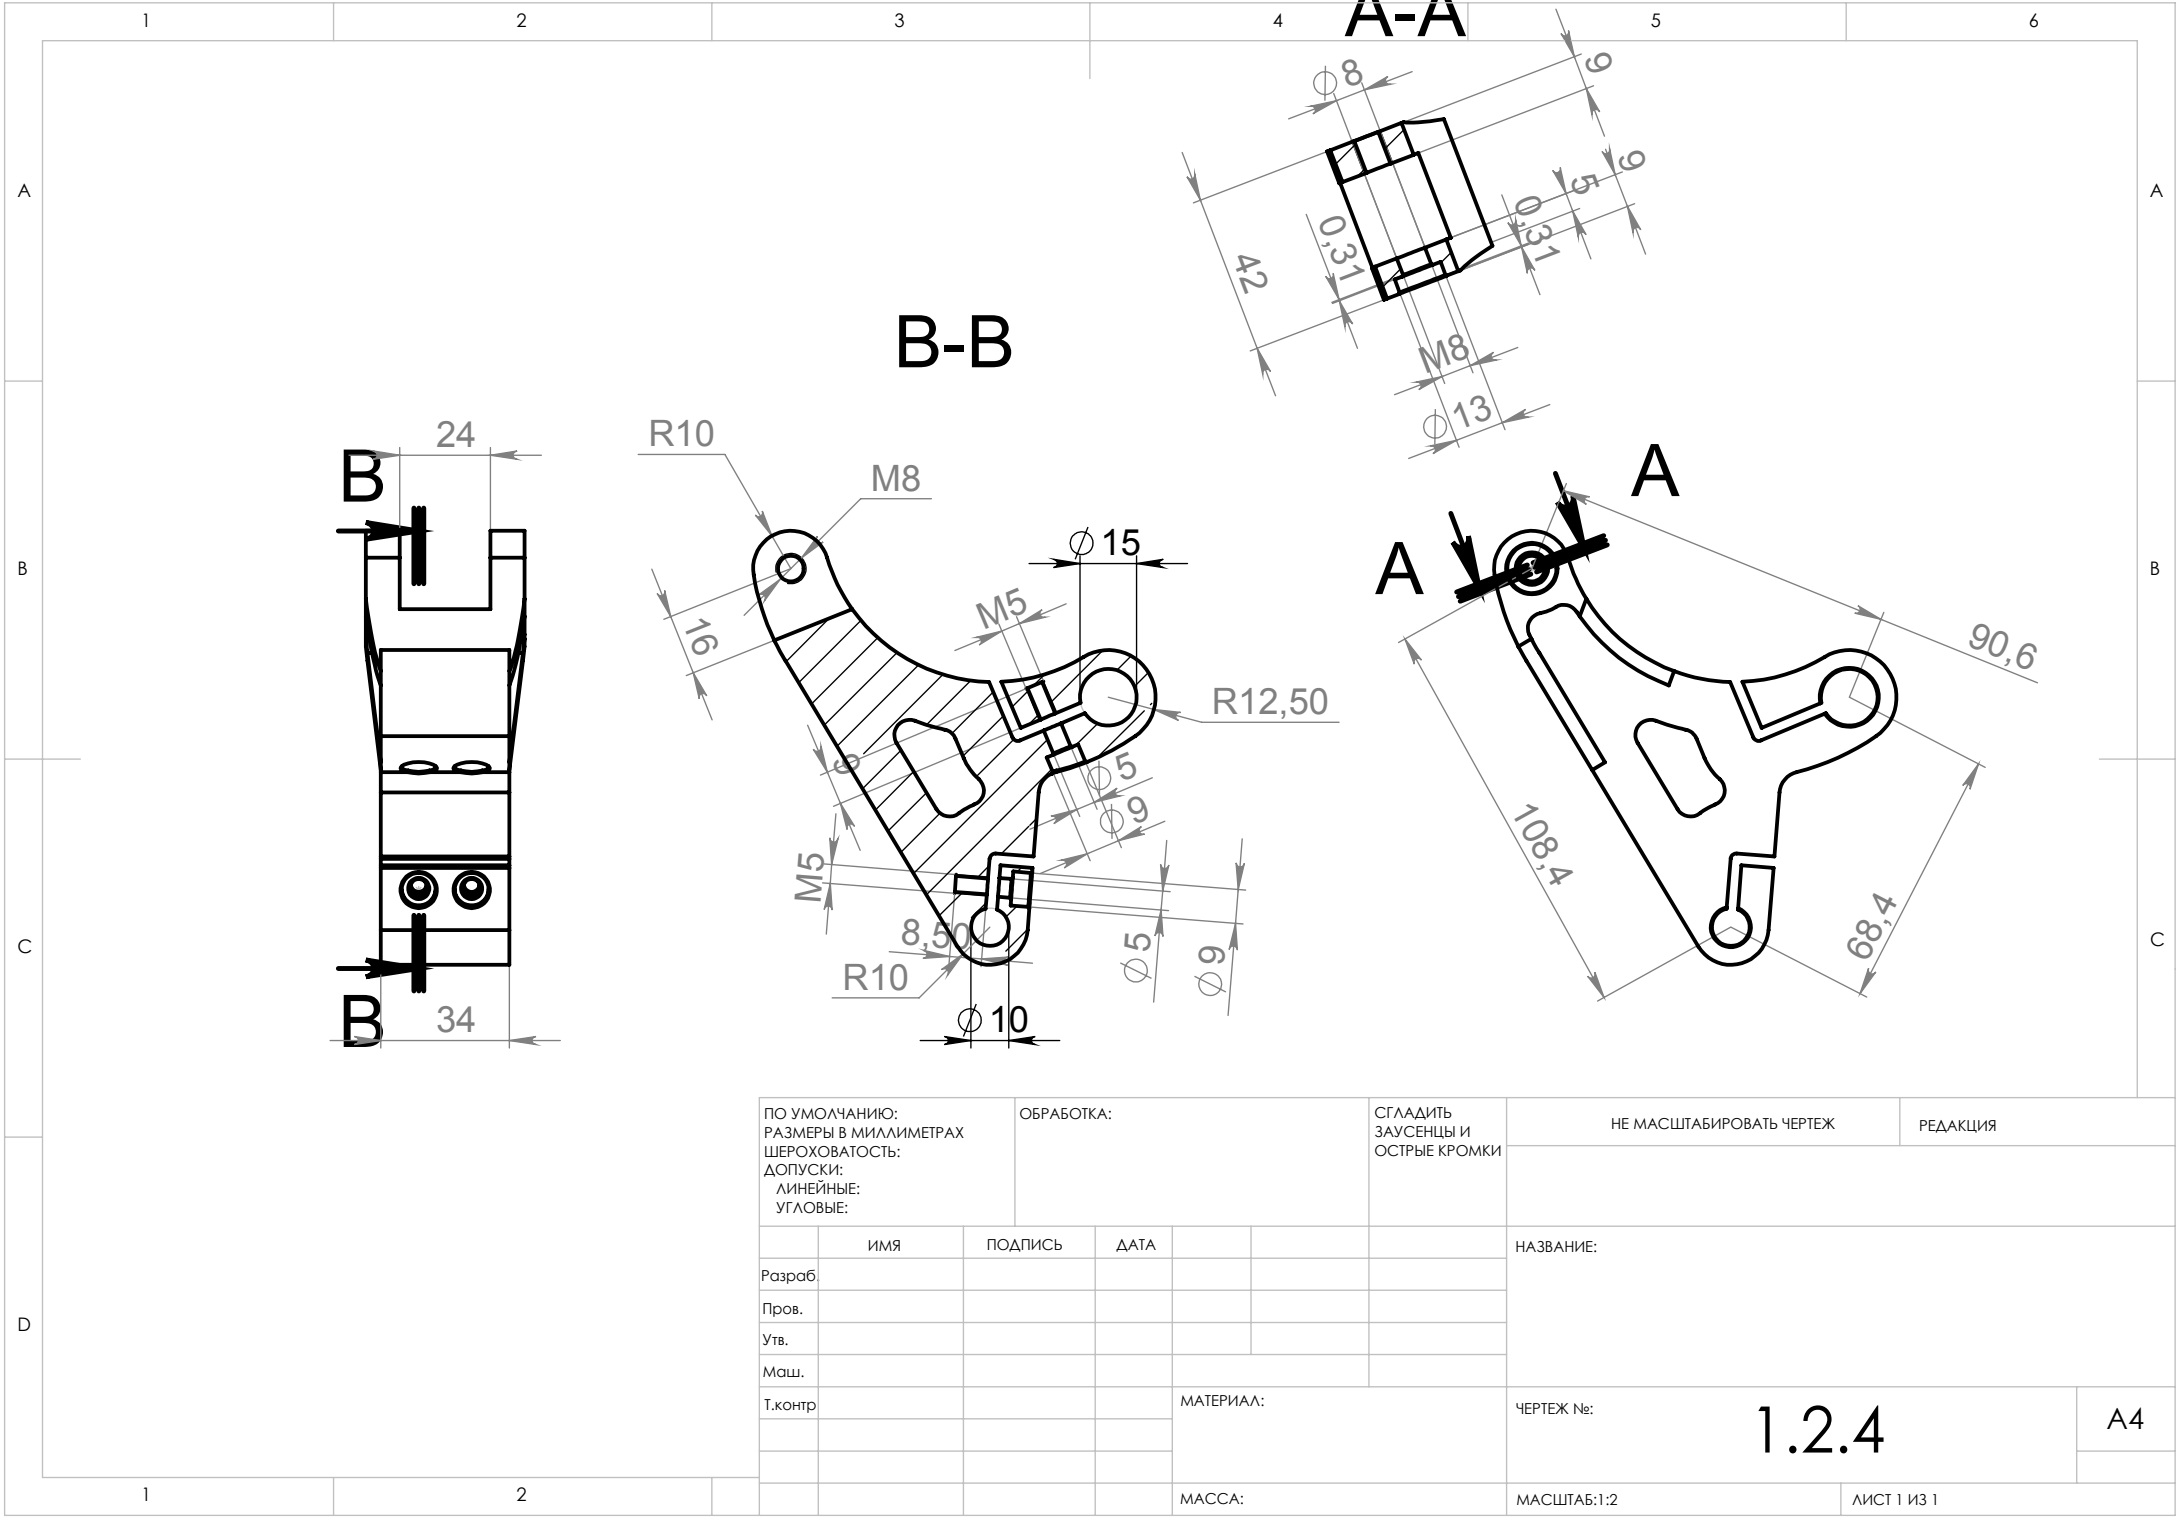 1 2 3 4 5 6
A-A
A A
B B
C C
D
⌀8
9
9
5
0,31
0,31
42
M8
⌀13
B-B
B
24
B
34
R10
M8
⌀15
16
M5
R12,50
9
⌀5
⌀9
M5
8,50
R10
⌀10
⌀5
⌀9
A
A
90,6
108,4
68,4
ПО УМОЛЧАНИЮ:
РАЗМЕРЫ В МИЛЛИМЕТРАХ
ШЕРОХОВАТОСТЬ:
ДОПУСКИ:
ЛИНЕЙНЫЕ:
УГЛОВЫЕ:
ОБРАБОТКА:
СГЛАДИТЬ
ЗАУСЕНЦЫ И
ОСТРЫЕ КРОМКИ
НЕ МАСШТАБИРОВАТЬ ЧЕРТЕЖ
РЕДАКЦИЯ
ИМЯ ПОДПИСЬ ДАТА
Разраб.
Пров.
Утв.
Маш.
Т.контр
НАЗВАНИЕ:
МАТЕРИАЛ:
ЧЕРТЕЖ №:
1.2.4
A4
МАССА:
МАСШТАБ:1:2
ЛИСТ 1 ИЗ 1
1 2